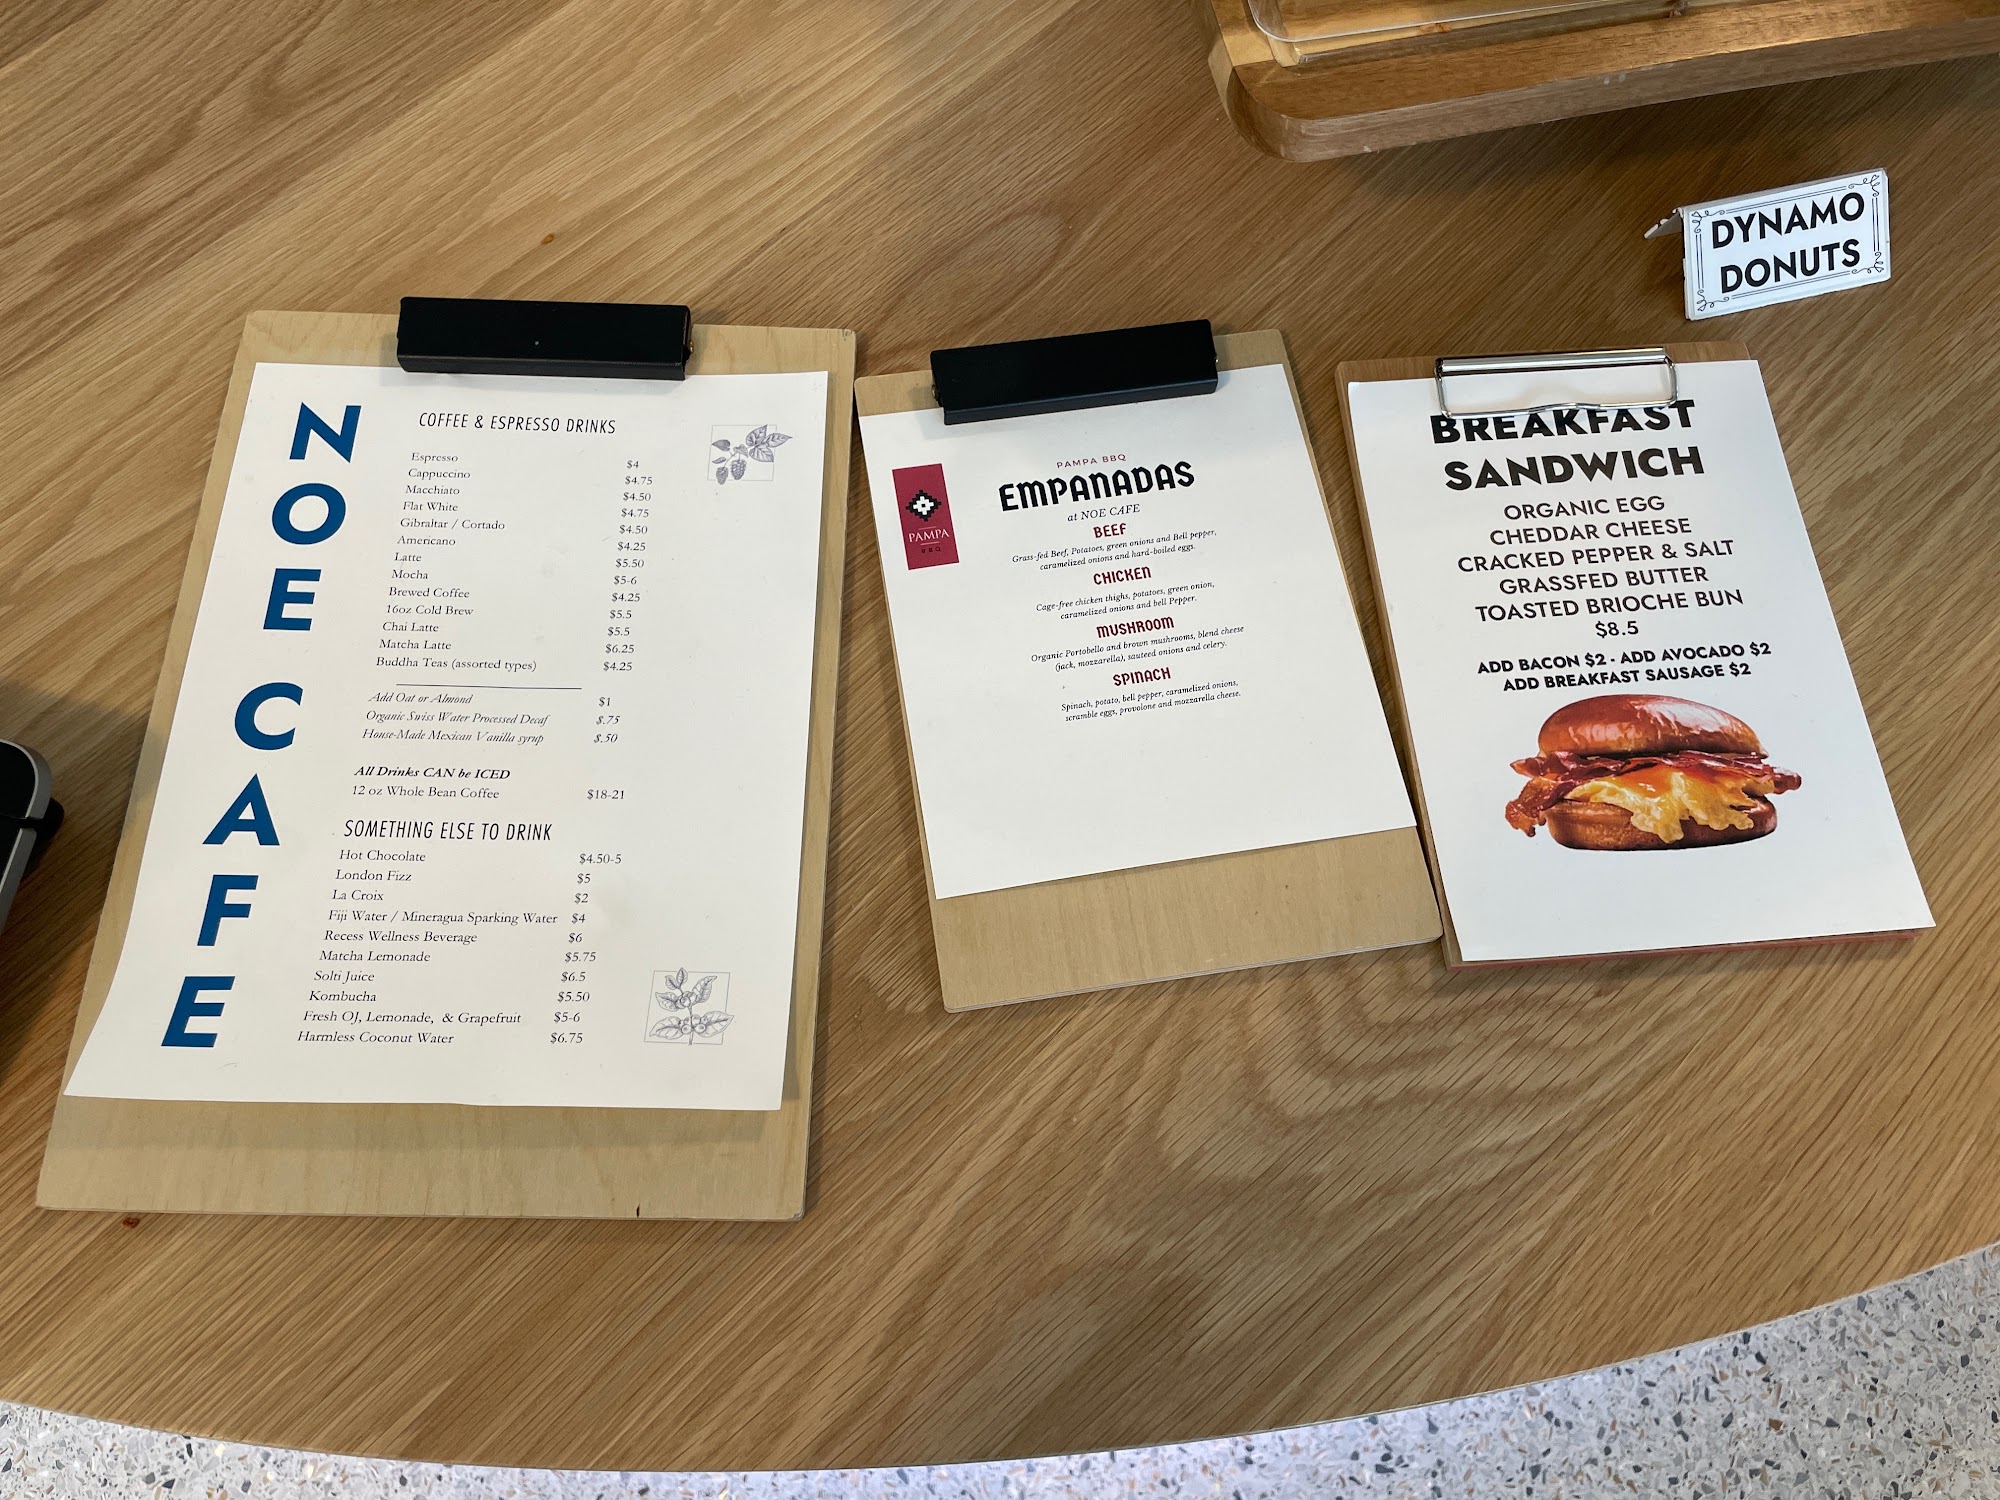 NOE CAFE
COFFEE & ESPRESSO DRINKS
Espresso $4
Cappuccino $4.75
Macchiato $4.50
Flat White $4.75
Gibraltar / Cortado $4.50
Americano $4.25
Latte $5.50
Mocha $5-6
Brewed Coffee $4.25
16oz Cold Brew $5.5
Chai Latte $5.5
Matcha Latte $6.25
Buddha Teas (assorted types) $4.25
Add Oat or Almond $1
Organic Swiss Water Processed Decaf $.75
House-Made Mexican Vanilla syrup $.50
All Drinks CAN be ICED
12 oz Whole Bean Coffee $18-21
SOMETHING ELSE TO DRINK
Hot Chocolate $4.50-5
London Fizz $5
La Croix $2
Fiji Water / Mineragua Sparking Water $4
Recess Wellness Beverage $6
Matcha Lemonade $5.75
Solti Juice $6.5
Kombucha $5.50
Fresh OJ, Lemonade, & Grapefruit $5-6
Harmless Coconut Water $6.75
PAMPA
BBQ
PAMPA BBQ
EMPANADAS
at NOE CAFE
BEEF
Grass-fed Beef, Potatoes, green onions and Bell pepper,
caramelized onions and hard-boiled eggs.
CHICKEN
Cage-free chicken thighs, potatoes, green onion,
caramelized onions and bell Pepper.
MUSHROOM
Organic Portobello and brown mushrooms, blend cheese
(jack, mozzarella), sauteed onions and celery.
SPINACH
Spinach, potato, bell pepper, caramelized onions,
scramble eggs, provolone and mozzarella cheese.
BREAKFAST
SANDWICH
ORGANIC EGG
CHEDDAR CHEESE
CRACKED PEPPER & SALT
GRASSFED BUTTER
TOASTED BRIOCHE BUN
$8.5
ADD BACON $2 - ADD AVOCADO $2
ADD BREAKFAST SAUSAGE $2
DYNAMO
DONUTS